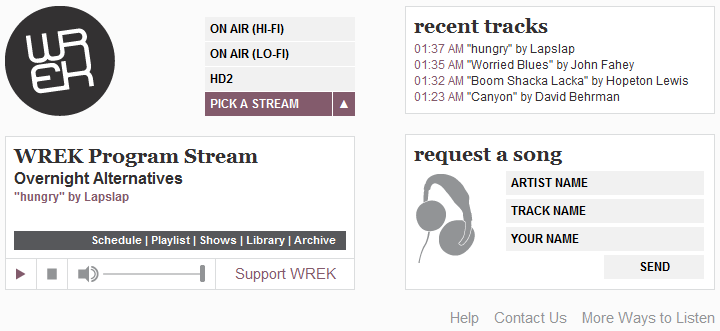 WREK
ON AIR (HI-FI)
ON AIR (LO-FI)
HD2
PICK A STREAM ▲
WREK Program Stream
Overnight Alternatives
"hungry" by Lapslap
Schedule | Playlist | Shows | Library | Archive
Support WREK
recent tracks
01:37 AM "hungry" by Lapslap
01:35 AM "Worried Blues" by John Fahey
01:32 AM "Boom Shacka Lacka" by Hopeton Lewis
01:23 AM "Canyon" by David Behrman
request a song
ARTIST NAME
TRACK NAME
YOUR NAME
SEND
Help Contact Us More Ways to Listen